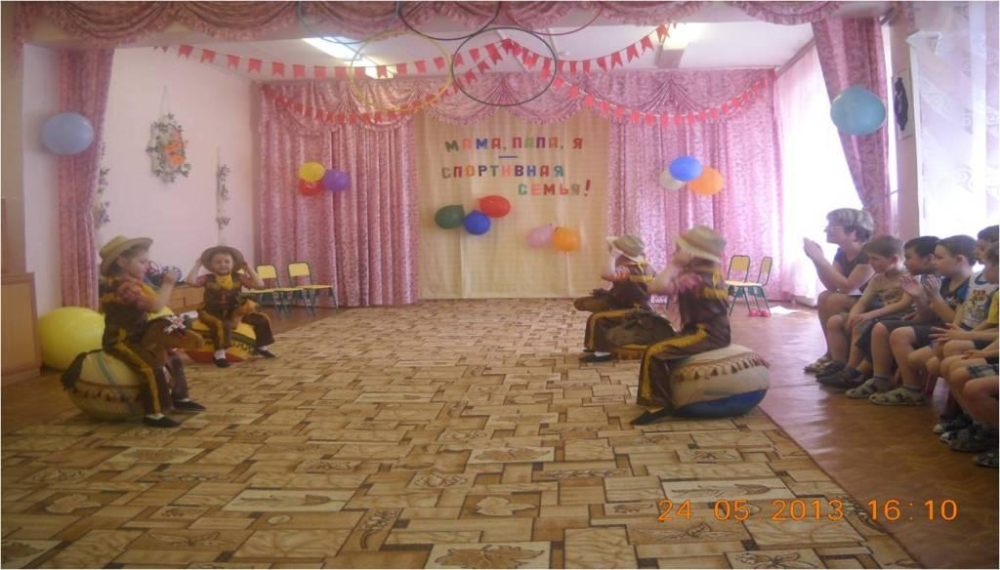 МАМА, ПАПА, Я
—
СПОРТИВНАЯ
СЕМЬЯ!
24 05 2013 16:10